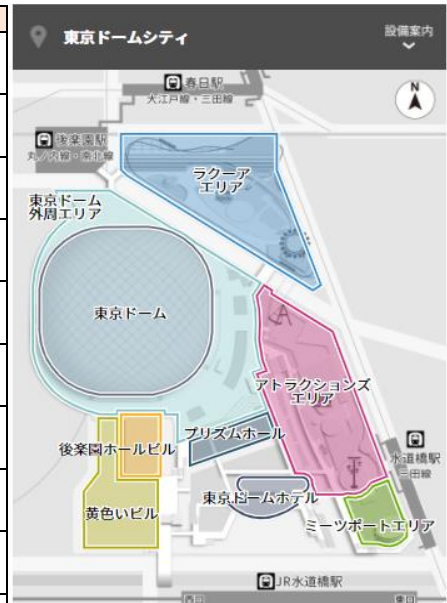 東京ドームシティ
設備案内
春日駅
大江戸線・三田線
N
後楽園駅
丸ノ内線・南北線
ラクーア
エリア
東京ドーム
外周エリア
東京ドーム
アトラクションズ
エリア
プリズムホール
後楽園ホールビル
水道橋駅
三田線
東京ドームホテル
黄色いビル
ミーツポートエリア
JR水道橋駅
西口
東口